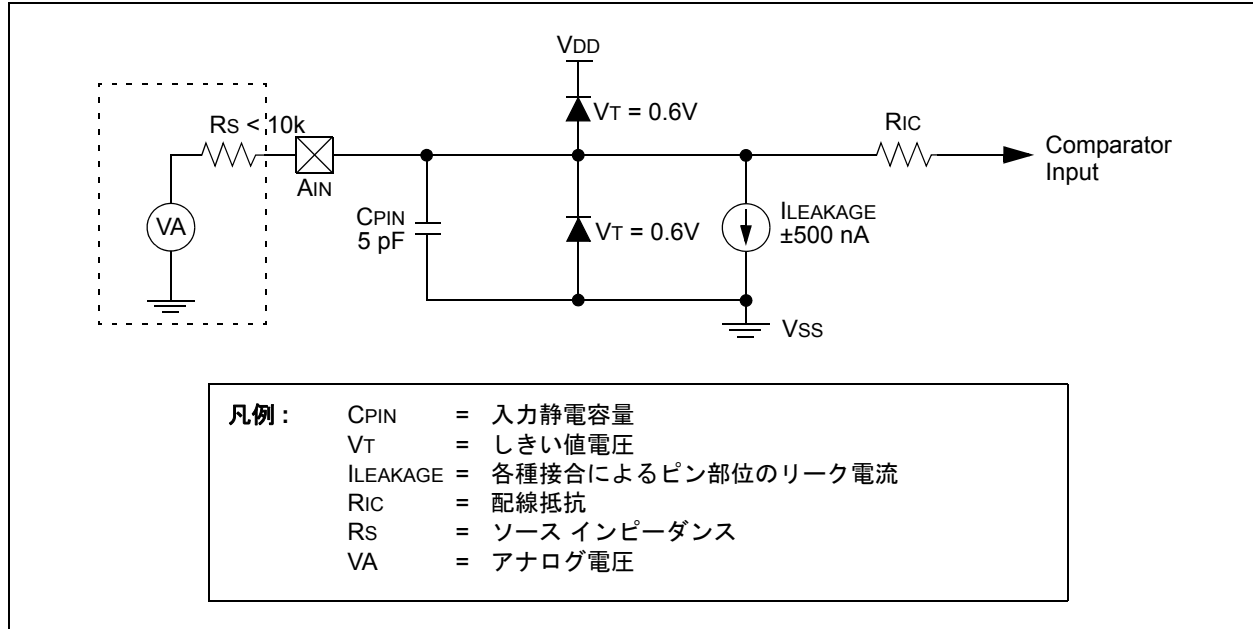 VDD
VT = 0.6V
RS < 10k
RIC
Comparator
Input
AIN
VA
CPIN
5 pF
VT = 0.6V
ILEAKAGE
±500 nA
VSS
凡例 : CPIN = 入力静電容量
VT = しきい値電圧
ILEAKAGE = 各種接合によるピン部位のリーク電流
RIC = 配線抵抗
RS = ソース インピーダンス
VA = アナログ電圧